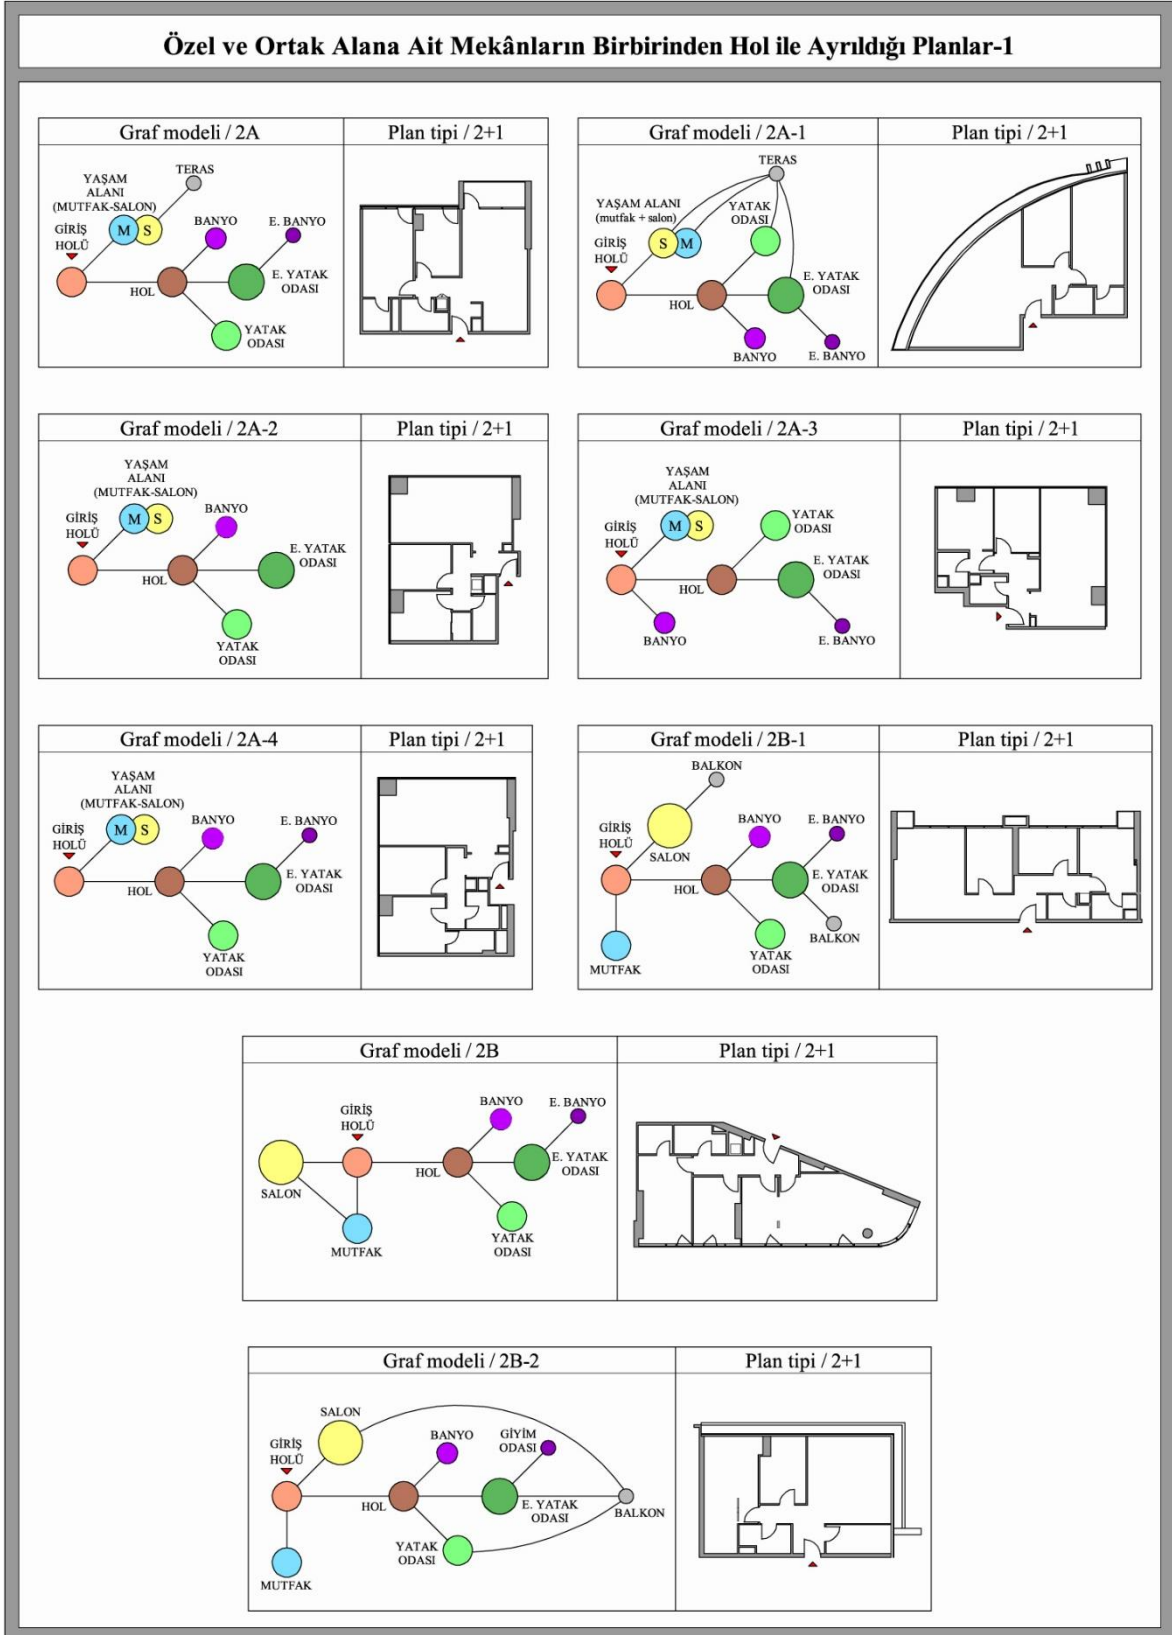 Özel ve Ortak Alana Ait Mekânların Birbirinden Hol ile Ayrıldığı Planlar-1
Graf modeli / 2A
Plan tipi / 2+1
TERAS
YAŞAM
ALANI
(MUTFAK-SALON)
GİRİŞ
HOLÜ
M
S
BANYO
E. BANYO
HOL
E. YATAK
ODASI
YATAK
ODASI
Graf modeli / 2A-1
Plan tipi / 2+1
TERAS
YAŞAM ALANI
(mutfak + salon)
YATAK
ODASI
GİRİŞ
HOLÜ
S
M
HOL
E. YATAK
ODASI
BANYO
E. BANYO
Graf modeli / 2A-2
Plan tipi / 2+1
YAŞAM
ALANI
(MUTFAK-SALON)
GİRİŞ
HOLÜ
M
S
BANYO
HOL
E. YATAK
ODASI
YATAK
ODASI
Graf modeli / 2A-3
Plan tipi / 2+1
YAŞAM
ALANI
(MUTFAK-SALON)
GİRİŞ
HOLÜ
M
S
YATAK
ODASI
HOL
E. YATAK
ODASI
BANYO
E. BANYO
Graf modeli / 2A-4
Plan tipi / 2+1
YAŞAM
ALANI
(MUTFAK-SALON)
GİRİŞ
HOLÜ
M
S
BANYO
E. BANYO
HOL
E. YATAK
ODASI
YATAK
ODASI
Graf modeli / 2B-1
Plan tipi / 2+1
BALKON
GİRİŞ
HOLÜ
SALON
BANYO
E. BANYO
HOL
E. YATAK
ODASI
BALKON
MUTFAK
YATAK
ODASI
Graf modeli / 2B
Plan tipi / 2+1
GİRİŞ
HOLÜ
BANYO
E. BANYO
SALON
HOL
E. YATAK
ODASI
MUTFAK
YATAK
ODASI
Graf modeli / 2B-2
Plan tipi / 2+1
SALON
GİRİŞ
HOLÜ
BANYO
GİYİM
ODASI
HOL
E. YATAK
ODASI
BALKON
YATAK
ODASI
MUTFAK